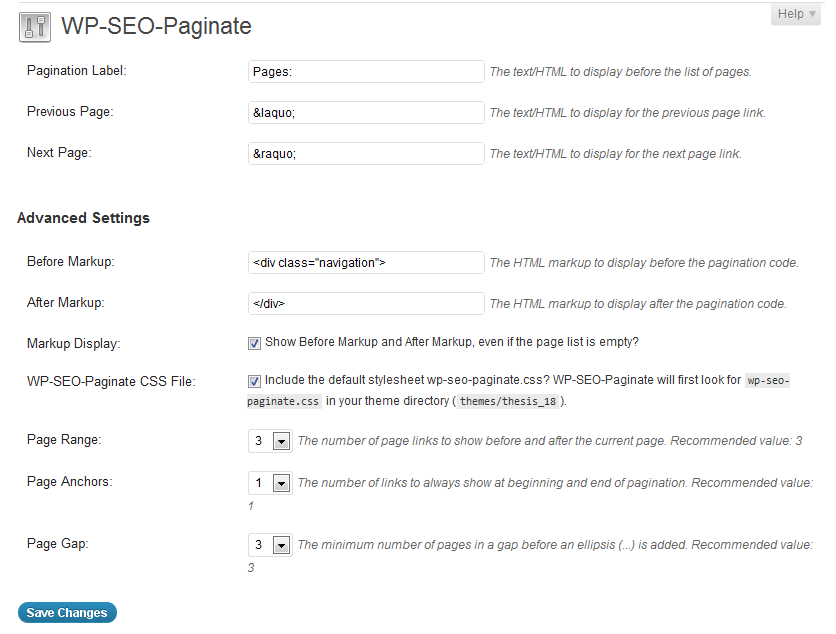 Help
WP-SEO-Paginate
Pagination Label: Pages: The text/HTML to display before the list of pages.
Previous Page: &laquo; The text/HTML to display for the previous page link.
Next Page: &raquo; The text/HTML to display for the next page link.
Advanced Settings
Before Markup: <div class="navigation"> The HTML markup to display before the pagination code.
After Markup: </div> The HTML markup to display after the pagination code.
Markup Display: Show Before Markup and After Markup, even if the page list is empty?
WP-SEO-Paginate CSS File: Include the default stylesheet wp-seo-paginate.css? WP-SEO-Paginate will first look for wp-seo-
paginate.css in your theme directory ( themes/thesis_18 ).
Page Range: 3 The number of page links to show before and after the current page. Recommended value: 3
Page Anchors: 1 The number of links to always show at beginning and end of pagination. Recommended value:
1
Page Gap: 3 The minimum number of pages in a gap before an ellipsis (...) is added. Recommended value:
3
Save Changes